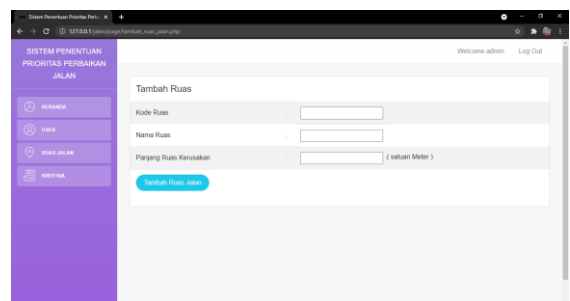 Sistem Penentuan Prioritas Perb
127.0.0.1/jalan/page/tambah_ruas_jalan.php
SISTEM PENENTUAN
PRIORITAS PERBAIKAN
JALAN
Welcome admin Log Out
BERANDA
USER
RUAS JALAN
KRITERIA
Tambah Ruas
Kode Ruas :
Nama Ruas :
Panjang Ruas Kerusakan : ( satuan Meter )
Tambah Ruas Jalan